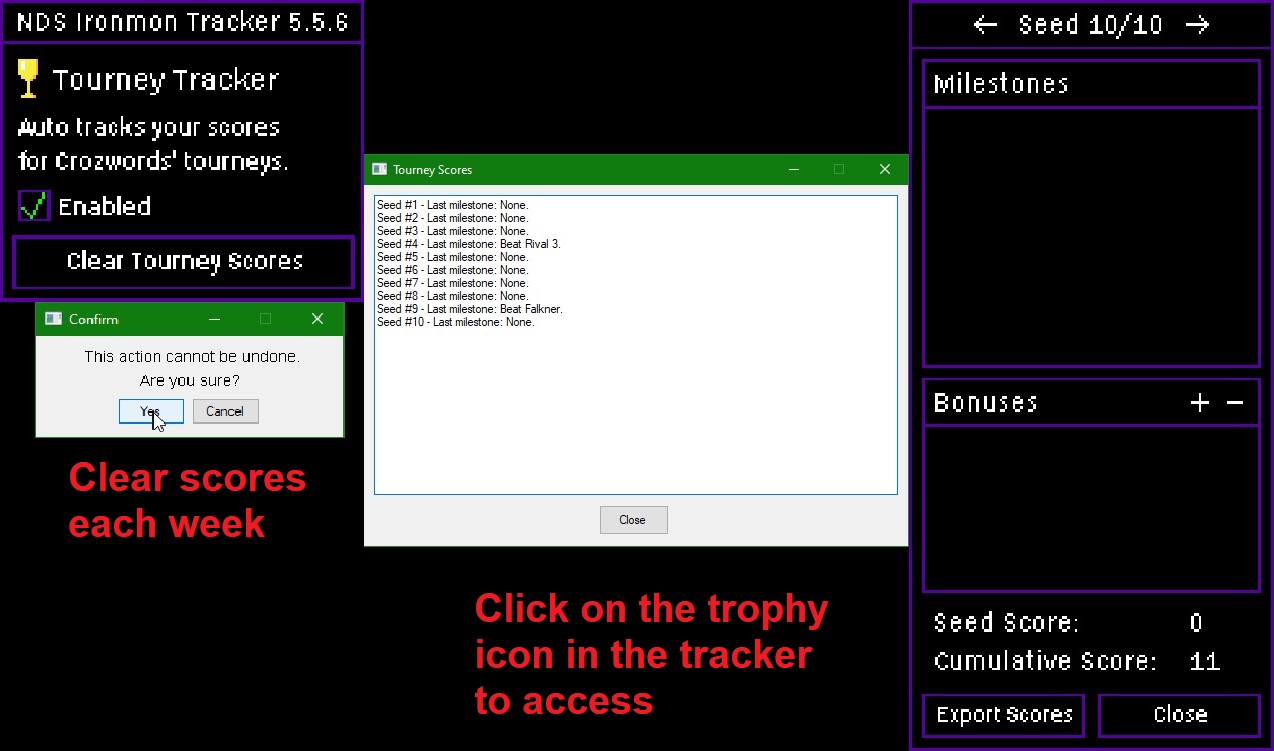 NDS Ironmon Tracker 5.5.6
Tourney Tracker
Auto tracks your scores
for Crozwords' tourneys.
Enabled
Clear Tourney Scores
Confirm
This action cannot be undone.
Are you sure?
Yes
Cancel
Clear scores
each week
Tourney Scores
Seed #1 - Last milestone: None.
Seed #2 - Last milestone: None.
Seed #3 - Last milestone: None.
Seed #4 - Last milestone: Beat Rival 3.
Seed #5 - Last milestone: None.
Seed #6 - Last milestone: None.
Seed #7 - Last milestone: None.
Seed #8 - Last milestone: None.
Seed #9 - Last milestone: Beat Falkner.
Seed #10 - Last milestone: None.
Close
Click on the trophy
icon in the tracker
to access
← Seed 10/10 →
Milestones
Bonuses + −
Seed Score: 0
Cumulative Score: 11
Export Scores
Close